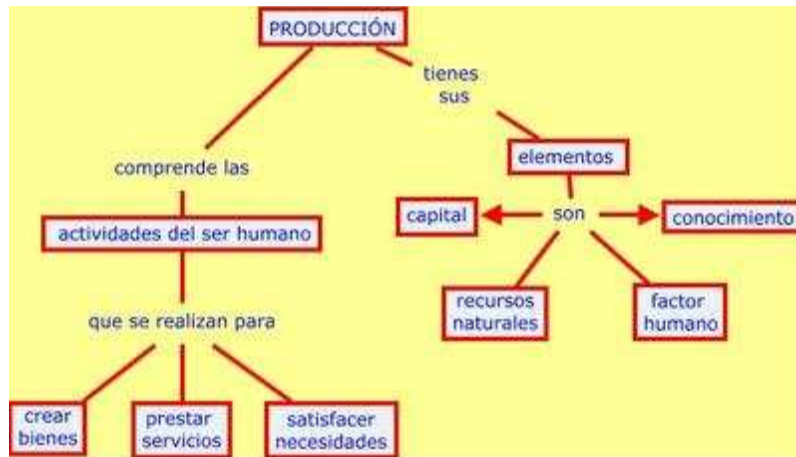 PRODUCCIÓN
tienes
sus
comprende las
elementos
capital
son
conocimiento
actividades del ser humano
recursos
naturales
factor
humano
que se realizan para
crear
bienes
prestar
servicios
satisfacer
necesidades